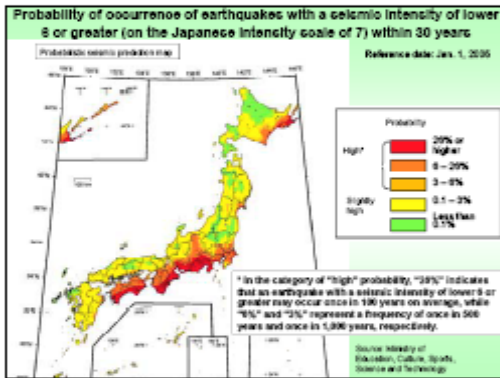 Probability of occurrence of earthquakes with a seismic intensity of lower
6 or greater (on the Japanese intensity scale of 7) within 30 years
Probabilistic seismic prediction map
Reference date: Jan. 1,
Probability
High*
26% or
higher
6 – 26%
3 – 6%
Slightly
high
0.1 – 3%
Less than
0.1%
* In the category of "high" probability, "26%" indicates
that an earthquake with a seismic intensity of lower 6 or
greater may occur once in 100 years on average, while
"6%" and "3%" represent a frequency of once in 500
years and once in 1,000 years, respectively.
Source: Ministry of
Education, Culture, Sports,
Science and Technology